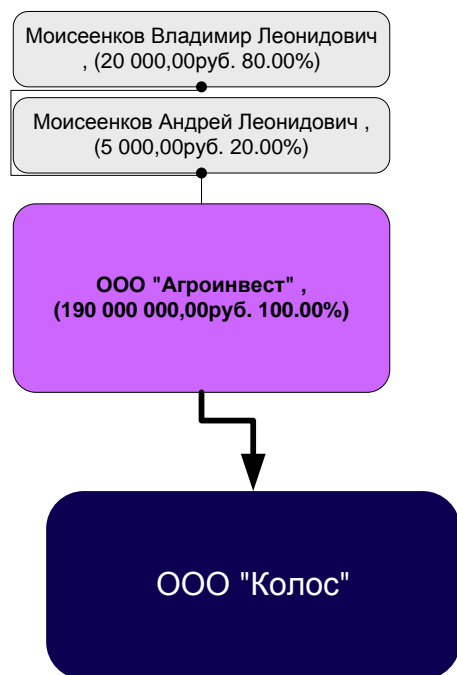 Моисеенков Владимир Леонидович
, (20 000,00руб. 80.00%)
Моисеенков Андрей Леонидович ,
(5 000,00руб. 20.00%)
ООО "Агроинвест" ,
(190 000 000,00руб. 100.00%)
ООО "Колос"